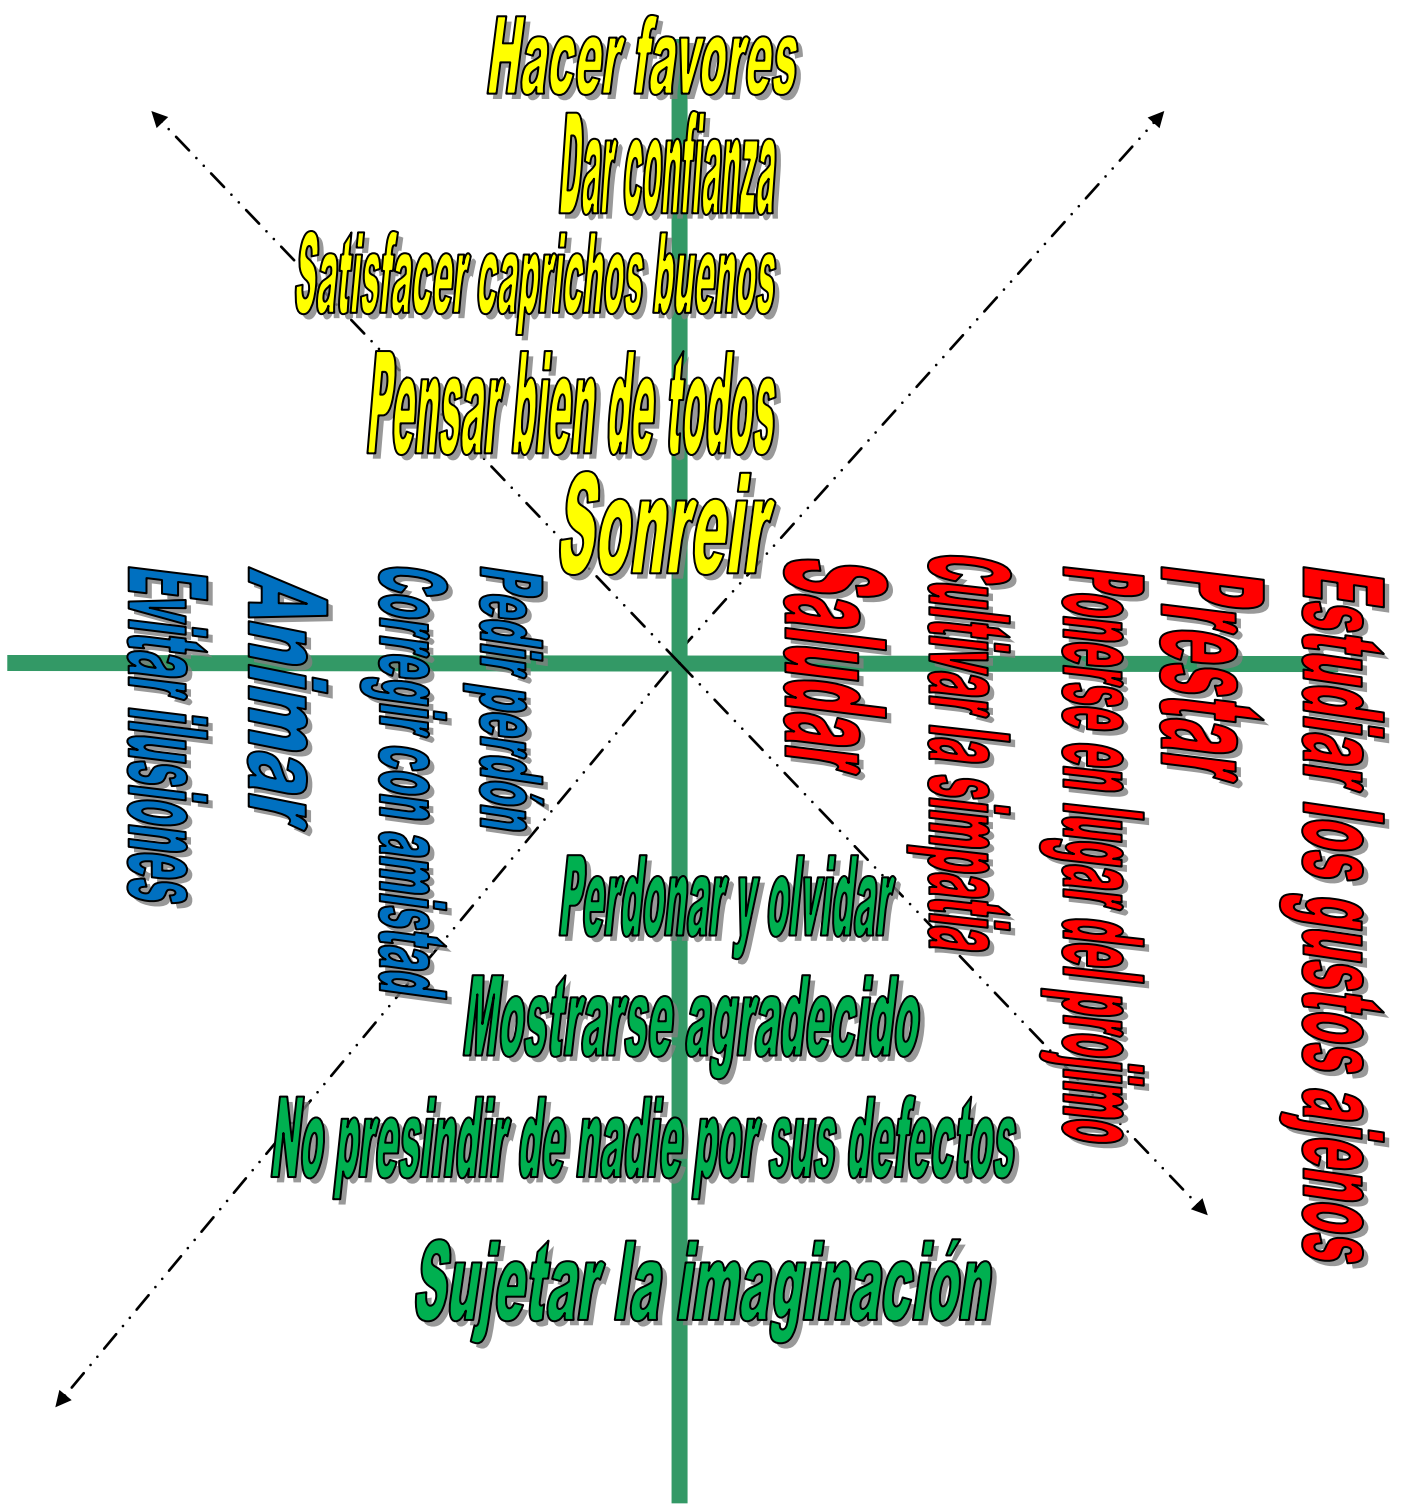 Hacer favores
Dar confianza
Satisfacer caprichos buenos
Pensar bien de todos
Sonreir
Evitar ilusiones
Animar
Corregir con amistad
Pedir perdón
Saludar
Cultivar la simpatia
Ponerse en lugar del projimo
Prestar
Estudiar los gustos ajenos
Perdonar y olvidar
Mostrarse agradecido
No presindir de nadie por sus defectos
Sujetar la imaginación